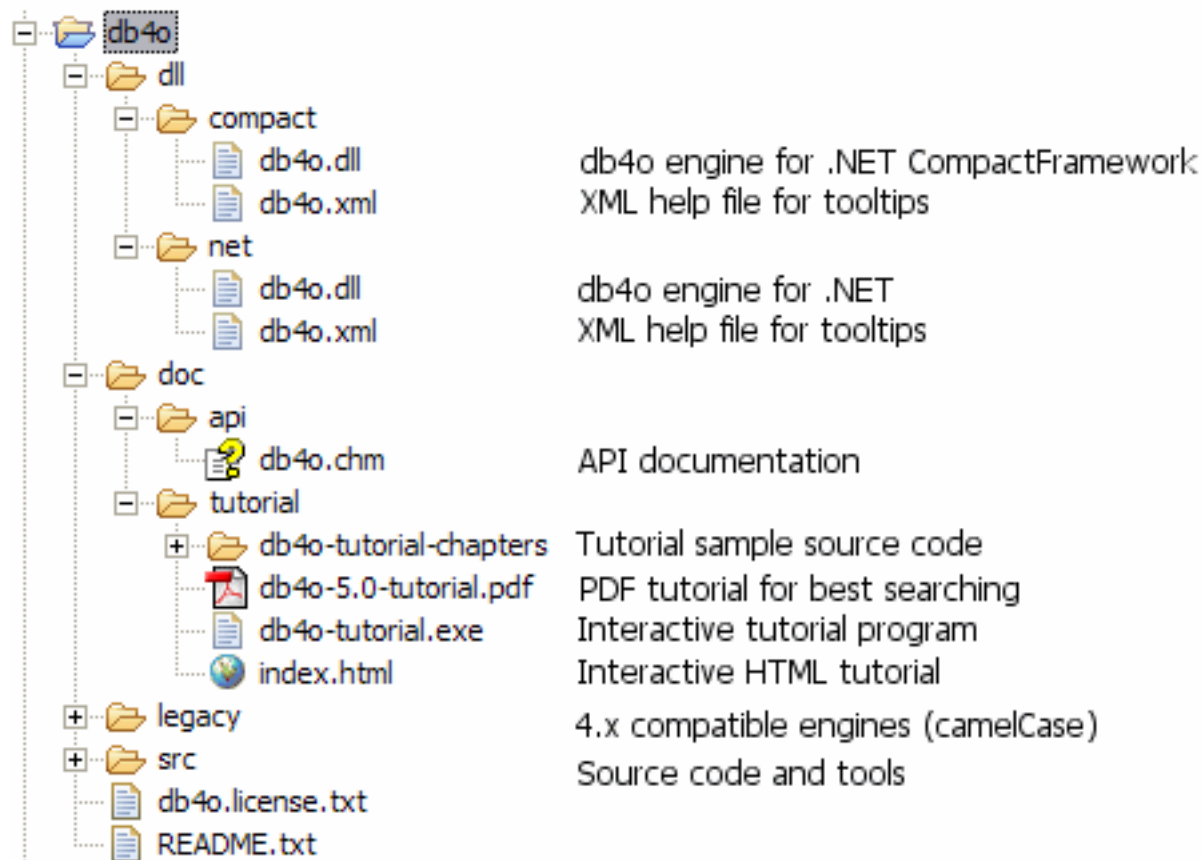 db4o
dll
compact
db4o.dll db4o engine for .NET CompactFramework
db4o.xml XML help file for tooltips
net
db4o.dll db4o engine for .NET
db4o.xml XML help file for tooltips
doc
api
db4o.chm API documentation
tutorial
db4o-tutorial-chapters Tutorial sample source code
db4o-5.0-tutorial.pdf PDF tutorial for best searching
db4o-tutorial.exe Interactive tutorial program
index.html Interactive HTML tutorial
legacy 4.x compatible engines (camelCase)
src Source code and tools
db4o.license.txt
README.txt